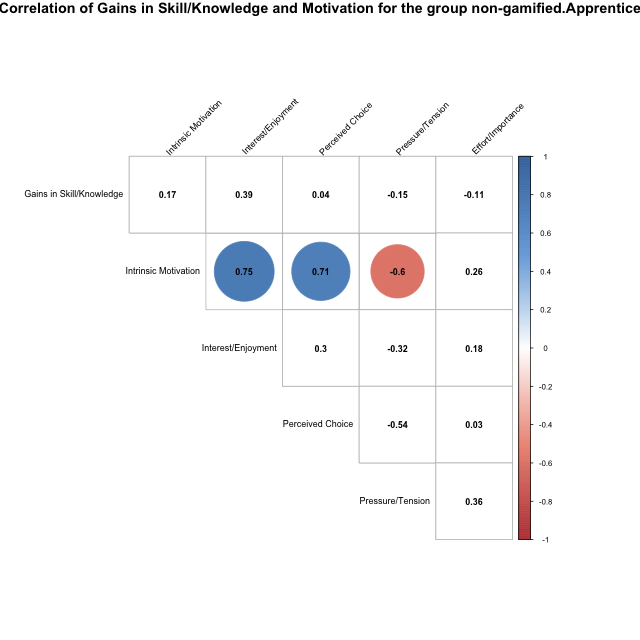 Correlation of Gains in Skill/Knowledge and Motivation for the group non-gamified.Apprentice
Intrinsic Motivation
Interest/Enjoyment
Perceived Choice
Pressure/Tension
Effort/Importance
Gains in Skill/Knowledge 0.17 0.39 0.04 -0.15 -0.11
Intrinsic Motivation 0.75 0.71 -0.6 0.26
Interest/Enjoyment 0.3 -0.32 0.18
Perceived Choice -0.54 0.03
Pressure/Tension 0.36
1
0.8
0.6
0.4
0.2
0
-0.2
-0.4
-0.6
-0.8
-1